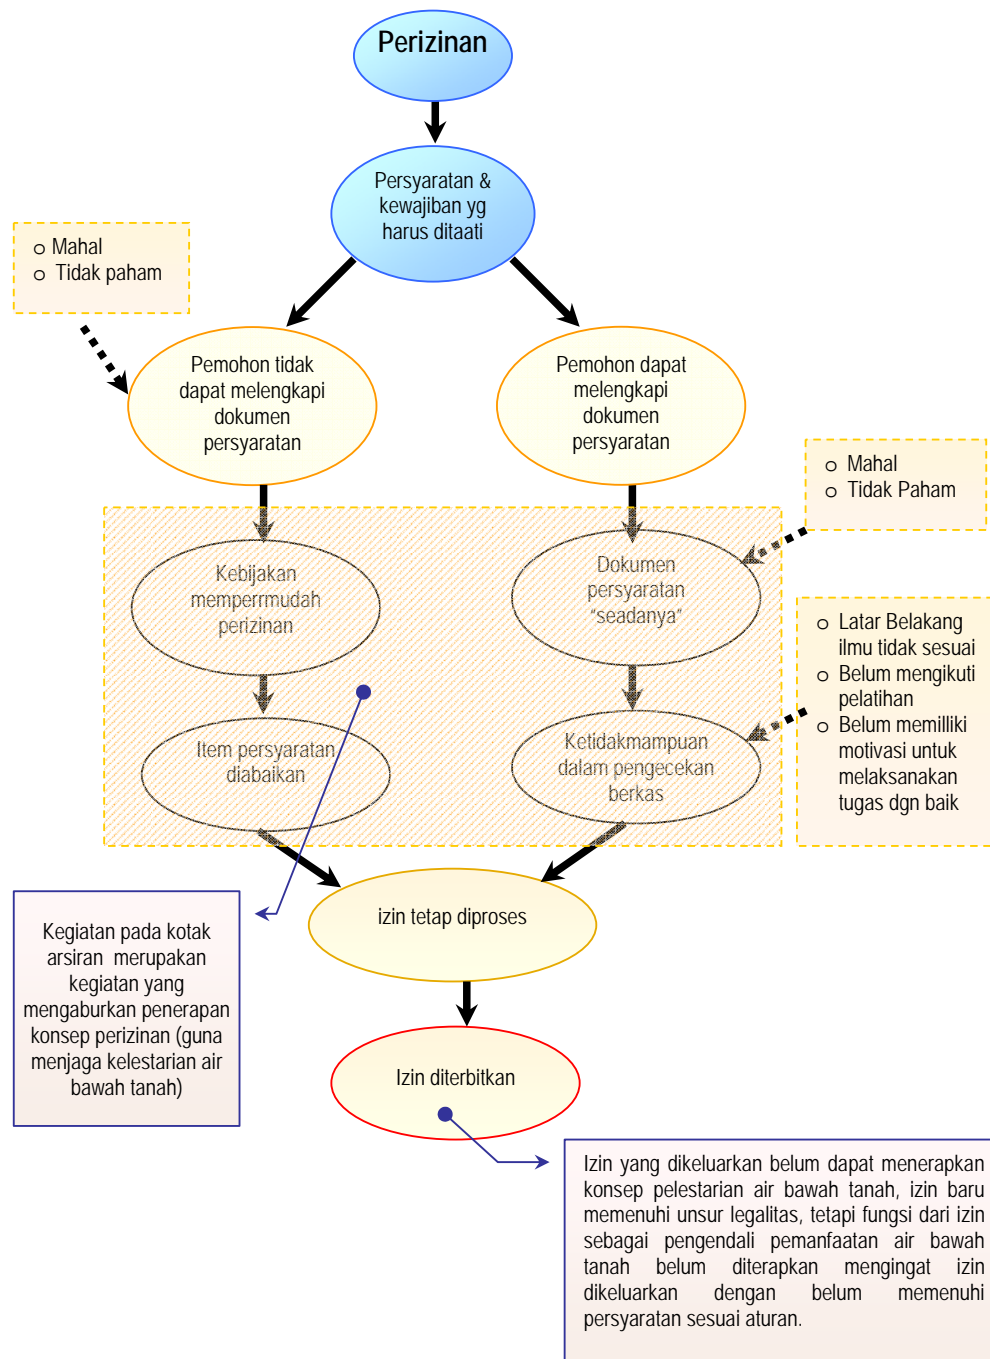 Perizinan
Persyaratan &
kewajiban yg
harus ditaati
o Mahal
o Tidak paham
Pemohon tidak
dapat melengkapi
dokumen
persyaratan
Pemohon dapat
melengkapi
dokumen
persyaratan
o Mahal
o Tidak Paham
Kebijakan
memperrmudah
perizinan
Dokumen
persyaratan
“seadanya”
o Latar Belakang
ilmu tidak sesuai
o Belum mengikuti
pelatihan
o Belum memilliki
motivasi untuk
melaksanakan
tugas dgn baik
Item persyaratan
diabaikan
Ketidakmampuan
dalam pengecekan
berkas
izin tetap diproses
Kegiatan pada kotak
arsiran merupakan
kegiatan yang
mengaburkan penerapan
konsep perizinan (guna
menjaga kelestarian air
bawah tanah)
Izin diterbitkan
Izin yang dikeluarkan belum dapat menerapkan
konsep pelestarian air bawah tanah, izin baru
memenuhi unsur legalitas, tetapi fungsi dari izin
sebagai pengendali pemanfaatan air bawah
tanah belum diterapkan mengingat izin
dikeluarkan dengan belum memenuhi
persyaratan sesuai aturan.